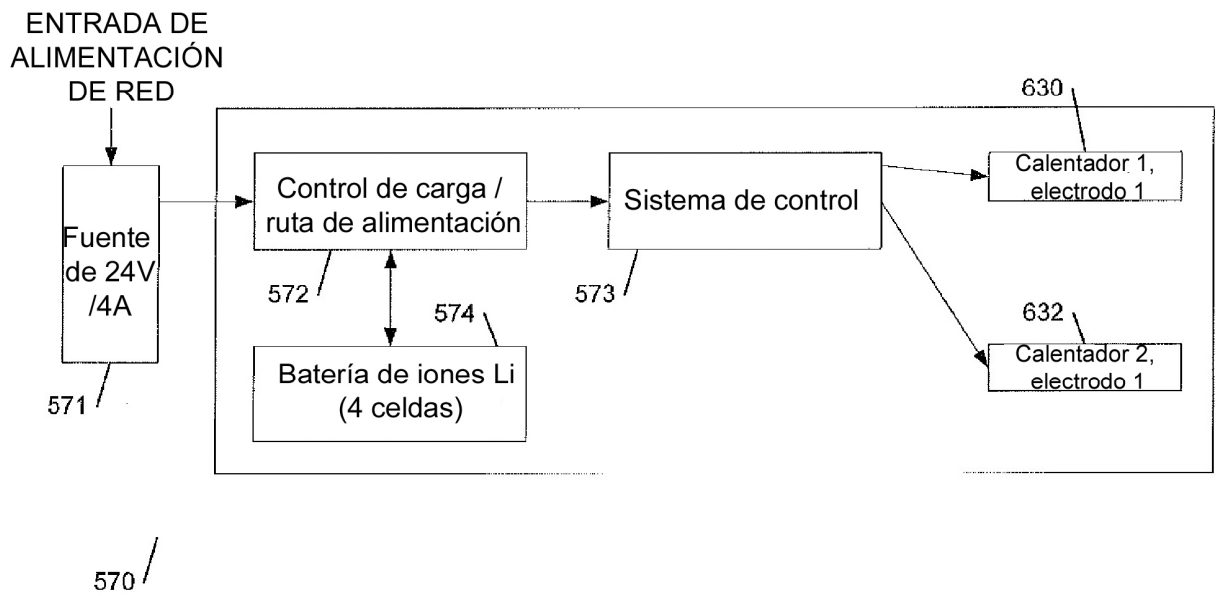 ENTRADA DE
ALIMENTACIÓN
DE RED
630
Calentador 1,
electrodo 1
Control de carga /
ruta de alimentación
Sistema de control
Fuente
de 24V
/4A
572
573
574
632
Batería de iones Li
(4 celdas)
Calentador 2,
electrodo 1
571
570